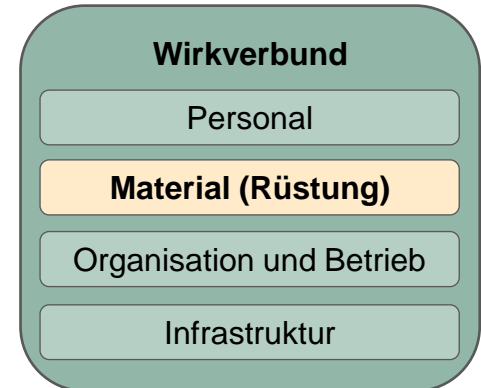 Wirkverbund
Personal
Material (Rüstung)
Organisation und Betrieb
Infrastruktur